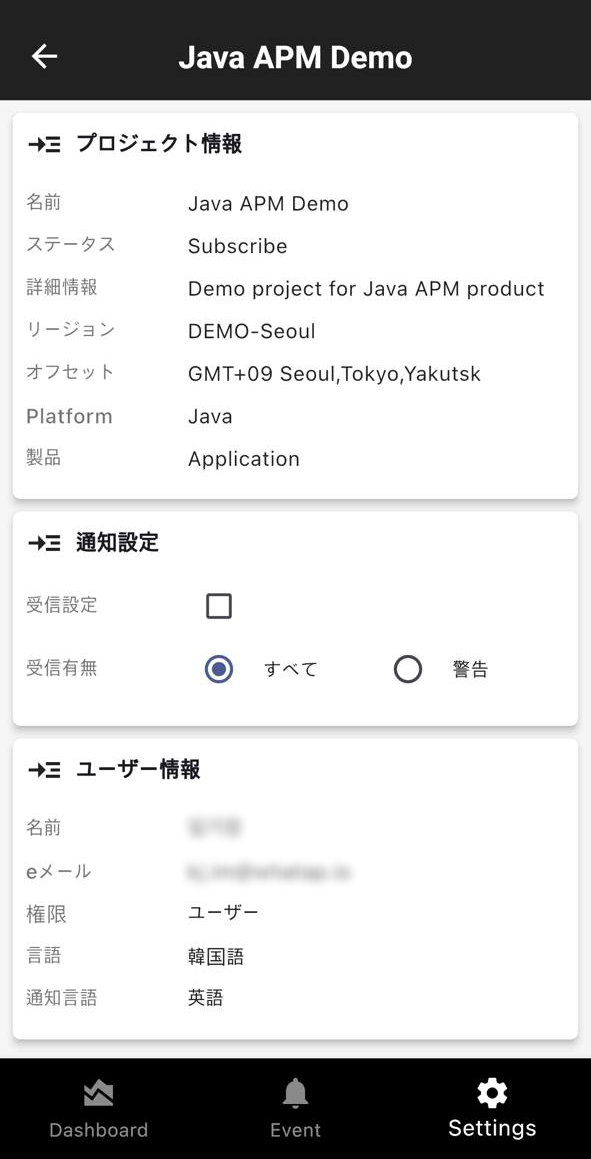 Java APM Demo
プロジェクト情報
名前 Java APM Demo
ステータス Subscribe
詳細情報 Demo project for Java APM product
リージョン DEMO-Seoul
オフセット GMT+09 Seoul,Tokyo,Yakutsk
Platform Java
製品 Application
通知設定
受信設定
受信有無 すべて 警告
ユーザー情報
名前
eメール
権限 ユーザー
言語 韓国語
通知言語 英語
Dashboard Event Settings